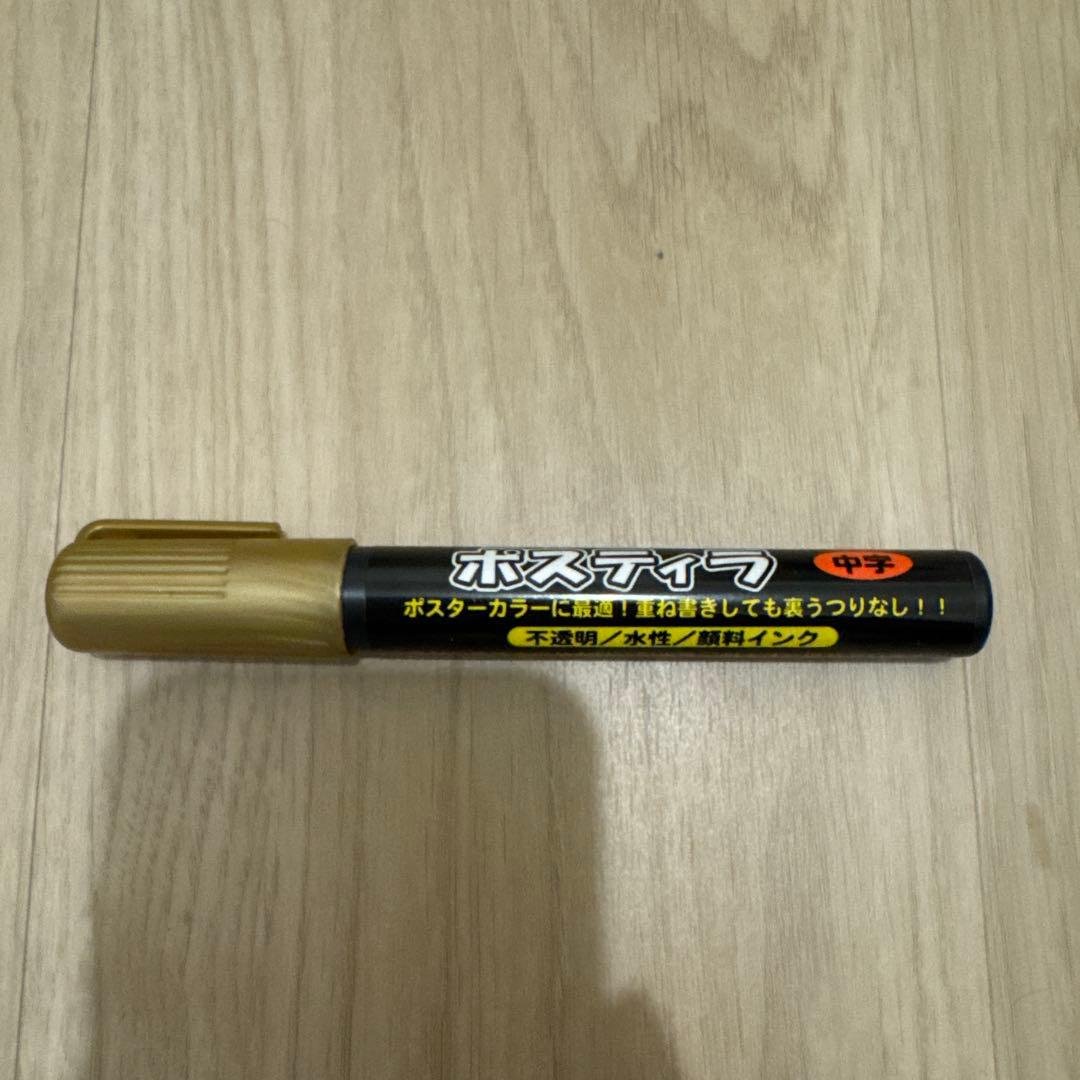 ポスティラ 中字
ポスターカラーに最適!重ね書きしても裏うつりなし!!
不透明/水性/顔料インク